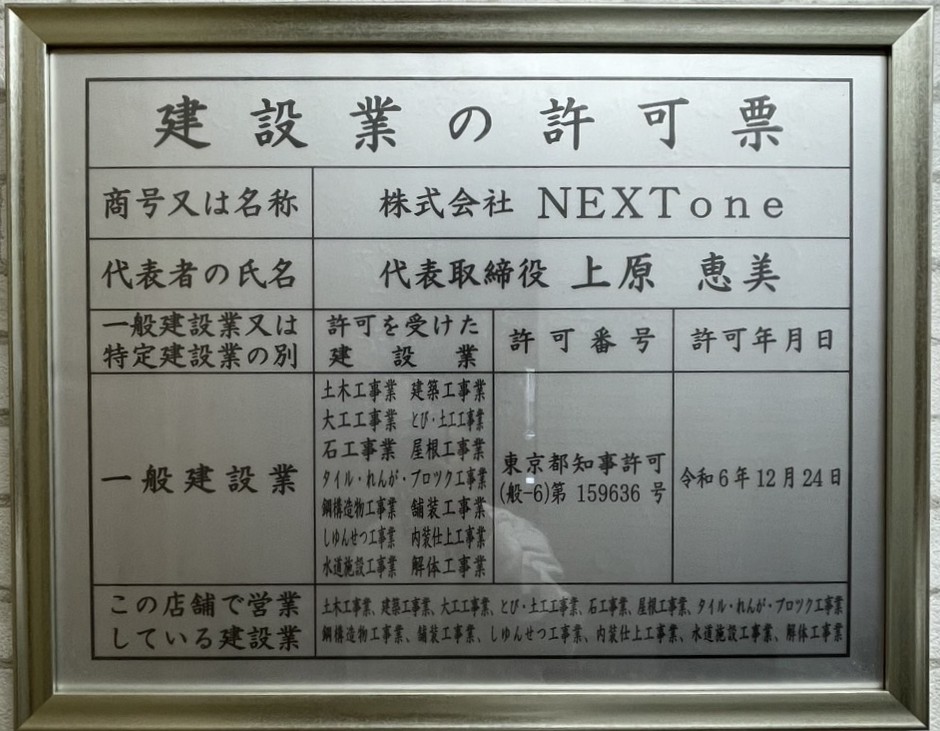 建設業の許可票
商号又は名称 株式会社 NEXTone
代表者の氏名 代表取締役 上原 恵美
一般建設業又は
特定建設業の別
許可を受けた
建設業
許可番号
許可年月日
一般建設業
土木工事業 建築工事業
大工工事業 とび・土工工事業
石工事業 屋根工事業
タイル・れんが・ブロツク工事業
鋼構造物工事業 舗装工事業
しゆんせつ工事業 内装仕上工事業
水道施設工事業 解体工事業
東京都知事許可
(般-6)第 159636 号
令和6年12月24日
この店舗で営業
している建設業
土木工事業、建築工事業、大工工事業、とび・土工工事業、石工事業、屋根工事業、タイル・れんが・ブロツク工事業
鋼構造物工事業、舗装工事業、しゆんせつ工事業、内装仕上工事業、水道施設工事業、解体工事業